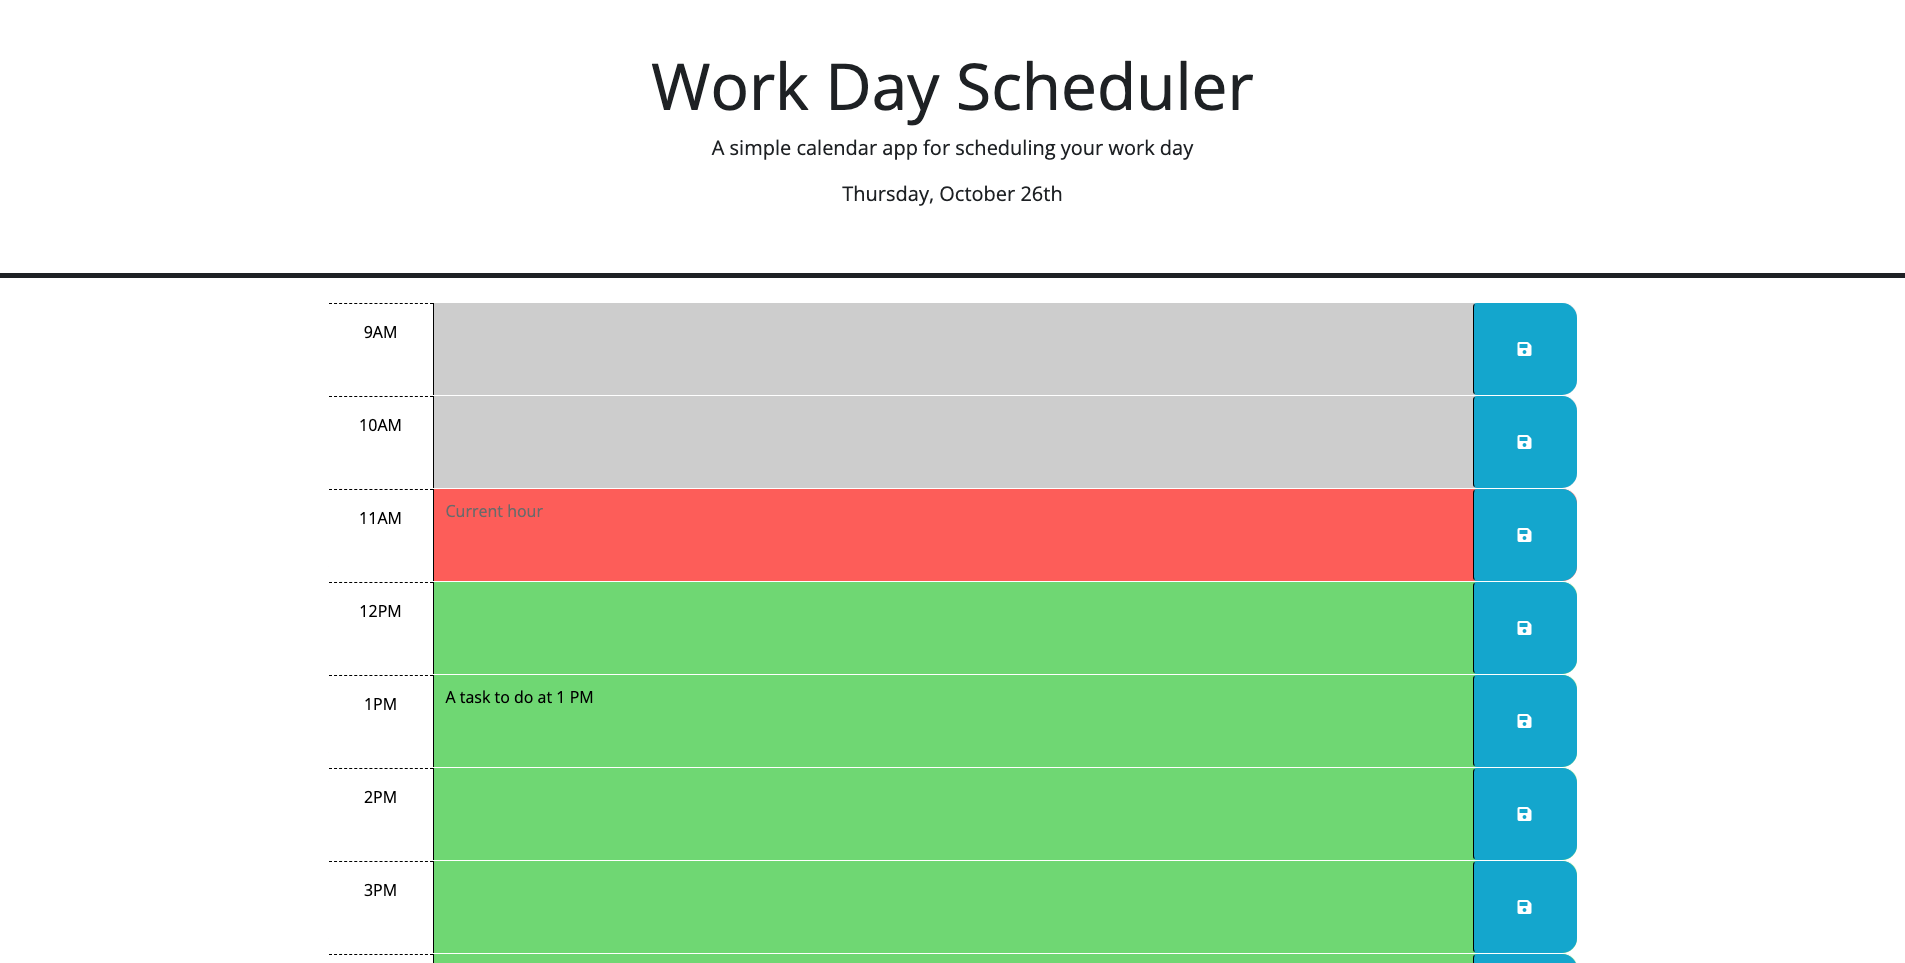 Work Day Scheduler
A simple calendar app for scheduling your work day
Thursday, October 26th
9AM
10AM
11AM
Current hour
12PM
1PM
A task to do at 1 PM
2PM
3PM